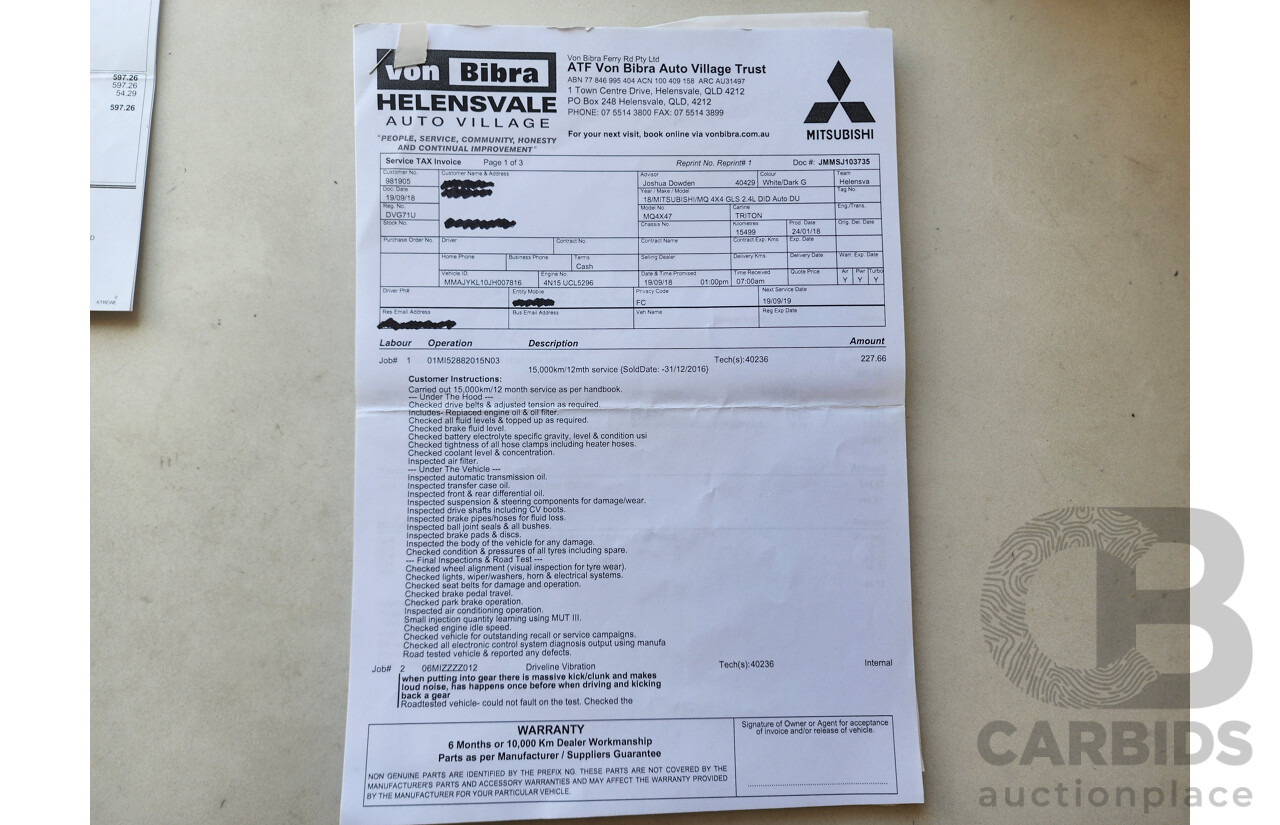 597.26
597.26
54.29
597.26
Von Bibra
HELENSVALE
AUTO VILLAGE
"PEOPLE, SERVICE, COMMUNITY, HONESTY
AND CONTINUAL IMPROVEMENT"
Von Bibra Ferry Rd Pty Ltd
ATF Von Bibra Auto Village Trust
ABN 77 846 995 404 ACN 100 409 158 ARC AU31497
1 Town Centre Drive, Helensvale, QLD 4212
PO Box 248 Helensvale, QLD, 4212
PHONE: 07 5514 3800 FAX: 07 5514 3899
For your next visit, book online via vonbibra.com.au
MITSUBISHI
Service TAX Invoice Page 1 of 3 Reprint No. Reprint# 1 Doc #: JMMSJ103735
Customer No. Customer Name & Address Advisor Colour Team
981905 Joshua Dowden 40429 White/Dark G Helensva
Doc. Date Year / Make / Model Tag No.
19/09/18 18/MITSUBISHI/MQ 4X4 GLS 2.4L DID Auto DU
Reg. No. Model No. Carline Eng./Trans.
DVG71U MQ4X47 TRITON
Stock No. Chassis No. Kilometres Prod. Date Orig. Del. Date
15499 24/01/18
Purchase Order No. Driver Contract No. Contract Name Contract Exp. Kms Exp. Date
Home Phone Business Phone Terms Selling Dealer Delivery Kms. Delivery Date Warr. Exp. Date
Cash
Vehicle ID. Engine No. Date & Time Promised Time Received Quote Price Air Pwr Turbo
MMAJYKL10JH007816 4N15 UCL5296 19/09/18 01:00pm 07:00am Y Y Y
Driver Ph# Entity Mobile Privacy Code Next Service Date
FC 19/09/19
Res Email Address Bus Email Address Veh Name Reg Exp Date
Labour Operation Description Amount
Job# 1 01MI52882015N03 Tech(s):40236 227.66
15,000km/12mth service {SoldDate: -31/12/2016}
Customer Instructions:
Carried out 15,000km/12 month service as per handbook.
--- Under The Hood ---
Checked drive belts & adjusted tension as required.
Includes- Replaced engine oil & oil filter.
Checked all fluid levels & topped up as required.
Checked brake fluid level.
Checked battery electrolyte specific gravity, level & condition usi
Checked tightness of all hose clamps including heater hoses.
Checked coolant level & concentration.
Inspected air filter.
--- Under The Vehicle ---
Inspected automatic transmission oil.
Inspected transfer case oil.
Inspected front & rear differential oil.
Inspected suspension & steering components for damage/wear.
Inspected drive shafts including CV boots.
Inspected brake pipes/hoses for fluid loss.
Inspected ball joint seals & all bushes.
Inspected brake pads & discs.
Inspected the body of the vehicle for any damage.
Checked condition & pressures of all tyres including spare.
--- Final Inspections & Road Test ---
Checked wheel alignment (visual inspection for tyre wear).
Checked lights, wiper/washers, horn & electrical systems.
Checked seat belts for damage and operation.
Checked brake pedal travel.
Checked park brake operation.
Inspected air conditioning operation.
Small injection quantity learning using MUT III.
Checked engine idle speed.
Checked vehicle for outstanding recall or service campaigns.
Checked all electronic control system diagnosis output using manufa
Road tested vehicle & reported any defects.
Job# 2 06MIZZZZ012 Driveline Vibration Tech(s):40236 Internal
when putting into gear there is massive kick/clunk and makes
loud noise, has happens once before when driving and kicking
back a gear
Roadtested vehicle- could not fault on the test. Checked the
WARRANTY
6 Months or 10,000 Km Dealer Workmanship
Parts as per Manufacturer / Suppliers Guarantee
NON GENUINE PARTS ARE IDENTIFIED BY THE PREFIX NG. THESE PARTS ARE NOT COVERED BY THE
MANUFACTURER'S PARTS AND ACCESSORY WARRANTIES AND MAY AFFECT THE WARRANTY PROVIDED
BY THE MANUFACTURER FOR YOUR PARTICULAR VEHICLE.
Signature of Owner or Agent for acceptance
of invoice and/or release of vehicle.
CB
CARBIDS
auctionplace